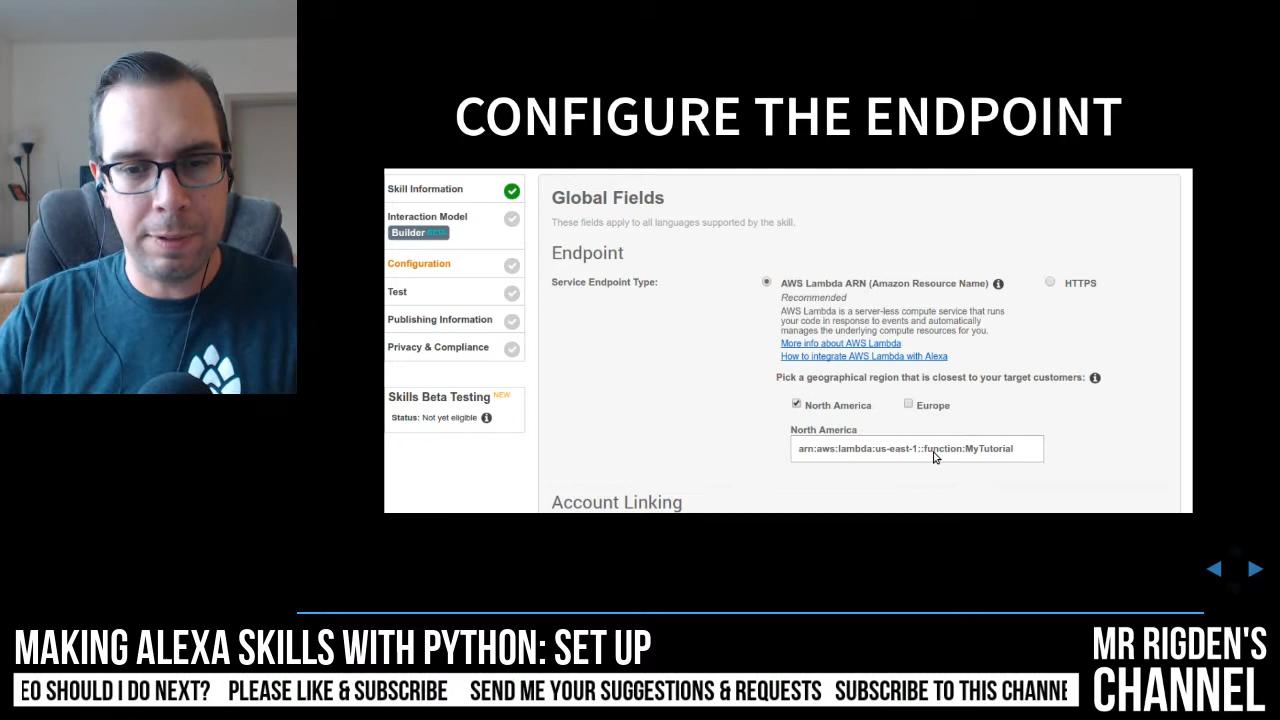 CONFIGURE THE ENDPOINT
Skill Information
Interaction Model
Builder BETA
Configuration
Test
Publishing Information
Privacy & Compliance
Skills Beta Testing NEW
Status: Not yet eligible
Global Fields
These fields apply to all languages supported by the skill.
Endpoint
Service Endpoint Type:
AWS Lambda ARN (Amazon Resource Name)
HTTPS
Recommended
AWS Lambda is a server-less compute service that runs
your code in response to events and automatically
manages the underlying compute resources for you.
More info about AWS Lambda
How to integrate AWS Lambda with Alexa
Pick a geographical region that is closest to your target customers:
North America
Europe
North America
arn:aws:lambda:us-east-1::function:MyTutorial
Account Linking
MAKING ALEXA SKILLS WITH PYTHON: SET UP
EO SHOULD I DO NEXT? PLEASE LIKE & SUBSCRIBE SEND ME YOUR SUGGESTIONS & REQUESTS SUBSCRIBE TO THIS CHANNE
MR RIGDEN'S
CHANNEL